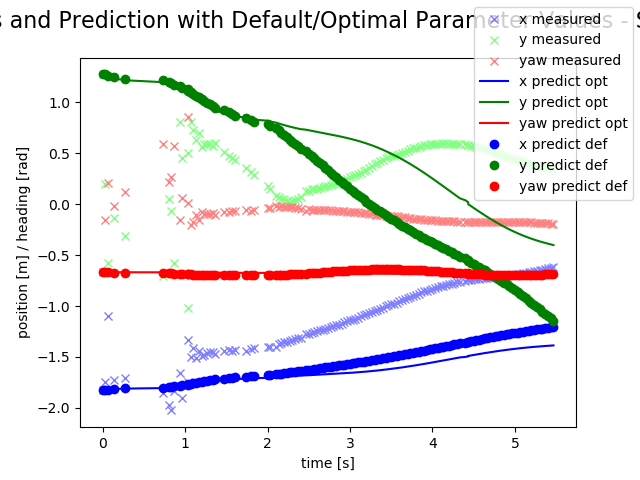 s and Prediction with Default/Optimal Parameter Values - S
x measured
y measured
yaw measured
x predict opt
y predict opt
yaw predict opt
x predict def
y predict def
yaw predict def
position [m] / heading [rad]
1.0
0.5
0.0
−0.5
−1.0
−1.5
−2.0
0 1 2 3 4 5
time [s]